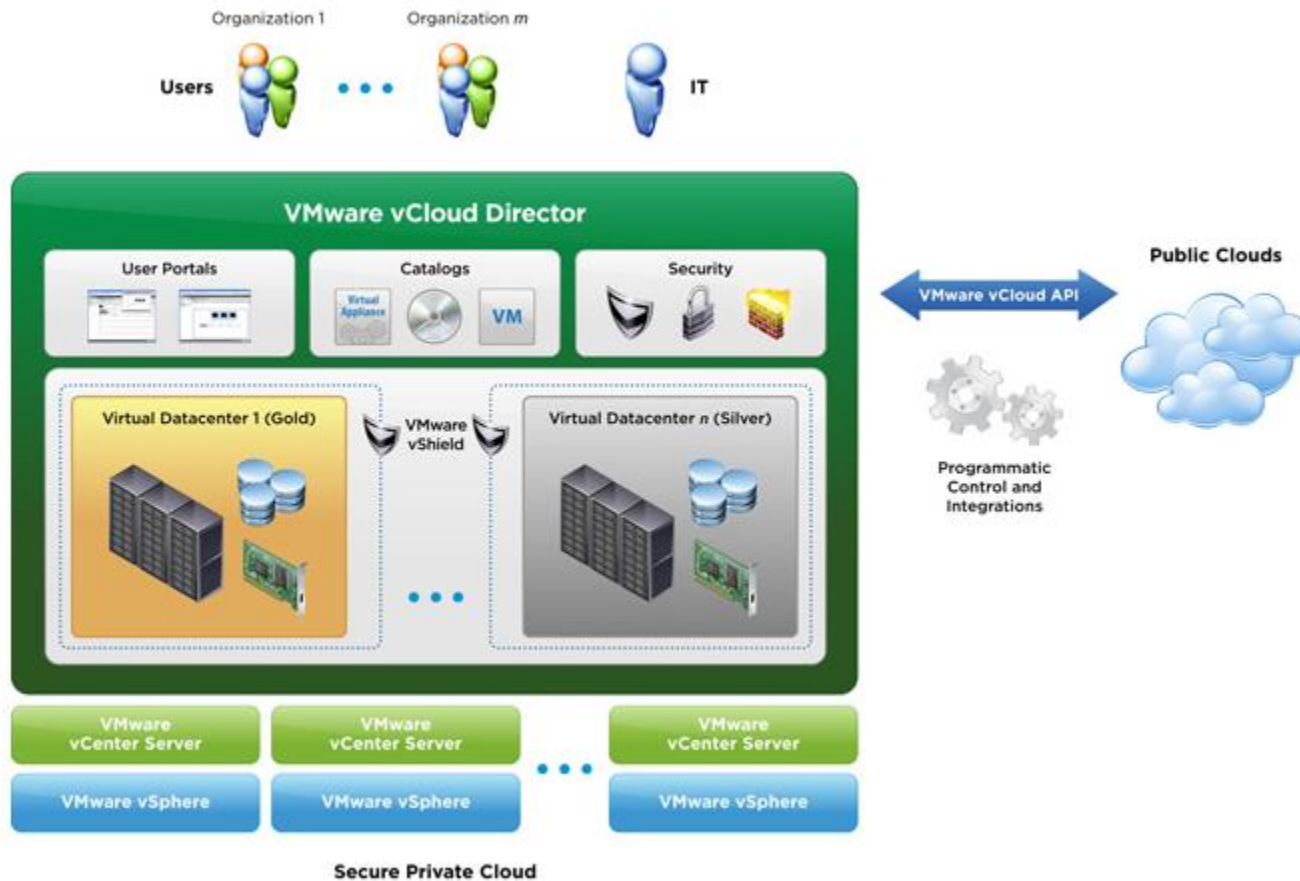 Organization 1
Organization m
Users
IT
VMware vCloud Director
User Portals
Catalogs
Security
Virtual
Appliance
VM
VMware vCloud API
Public Clouds
Virtual Datacenter 1 (Gold)
VMware
vShield
Virtual Datacenter n (Silver)
Programmatic
Control and
Integrations
VMware
vCenter Server
VMware
vCenter Server
VMware
vCenter Server
VMware vSphere
VMware vSphere
VMware vSphere
Secure Private Cloud